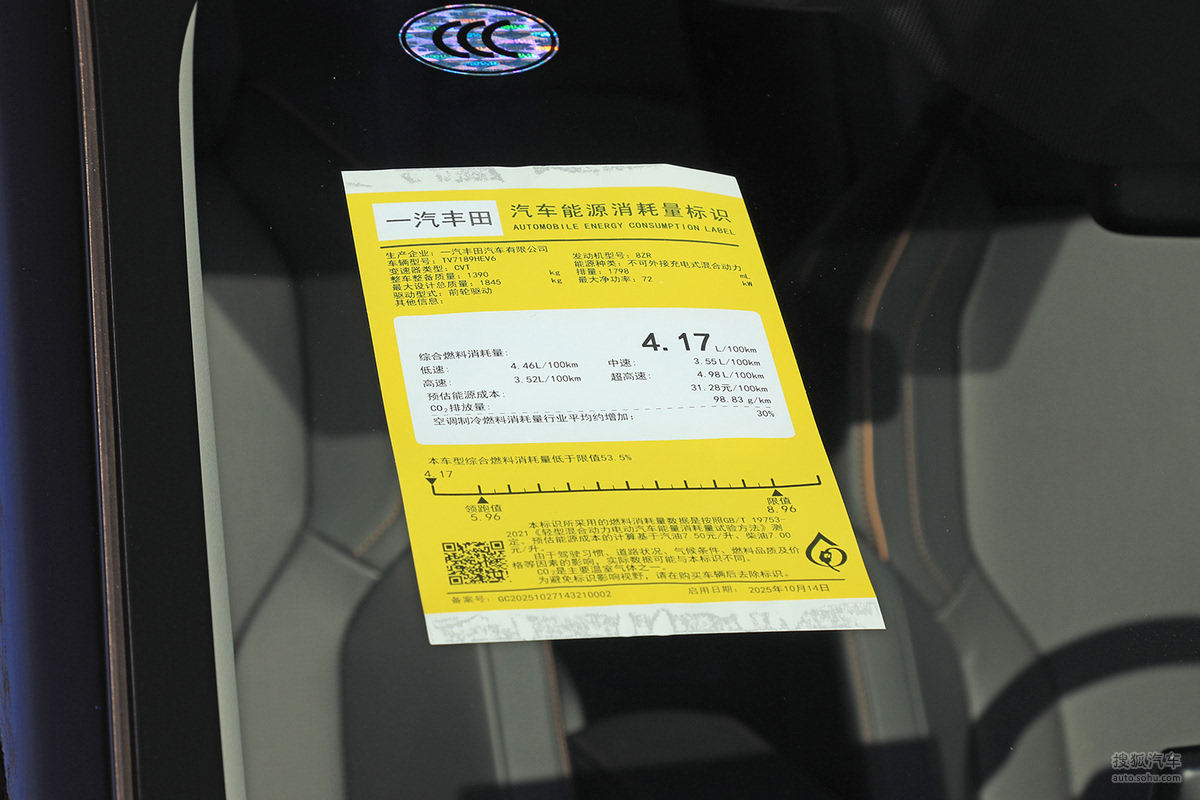 CCC
一汽丰田
汽车能源消耗量标识
AUTOMOBILE ENERGY CONSUMPTION LABEL
生产企业：一汽丰田汽车有限公司
车辆型号：TV7189HEV6 发动机型号：8ZR
变速器类型：CVT 能源种类：不可外接充电式混合动力
整车整备质量：1390 kg 排量：1798 mL
最大设计总质量：1845 kg 最大净功率：72 kW
驱动型式：前轮驱动
其他信息：
综合燃料消耗量： 4.17 L/100km
低速： 4.46L/100km 中速： 3.55L/100km
高速： 3.52L/100km 超高速： 4.98L/100km
预估能源成本： 31.28元/100km
CO₂排放量： 98.83 g/km
空调制冷燃料消耗量行业平均约增加： 30%
本车型综合燃料消耗量低于限值53.5%
4.17
领跑值 限值
5.96 8.96
本标识所采用的燃料消耗量数据是按照GB/T 19753-
2021《轻型混合动力电动汽车能量消耗量试验方法》测
定。预估能源成本的计算基于汽油7.50元/升、柴油7.00
元/升。
由于驾驶习惯、道路状况、气候条件、燃料品质及价
格等因素的影响，实际数据可能与本标识不同。
CO₂是主要温室气体之一。
为避免标识影响视野，请在购买车辆后去除标识。
备案号：GC20251027143210002 启用日期： 2025年10月14日
搜狐汽车
auto.sohu.com